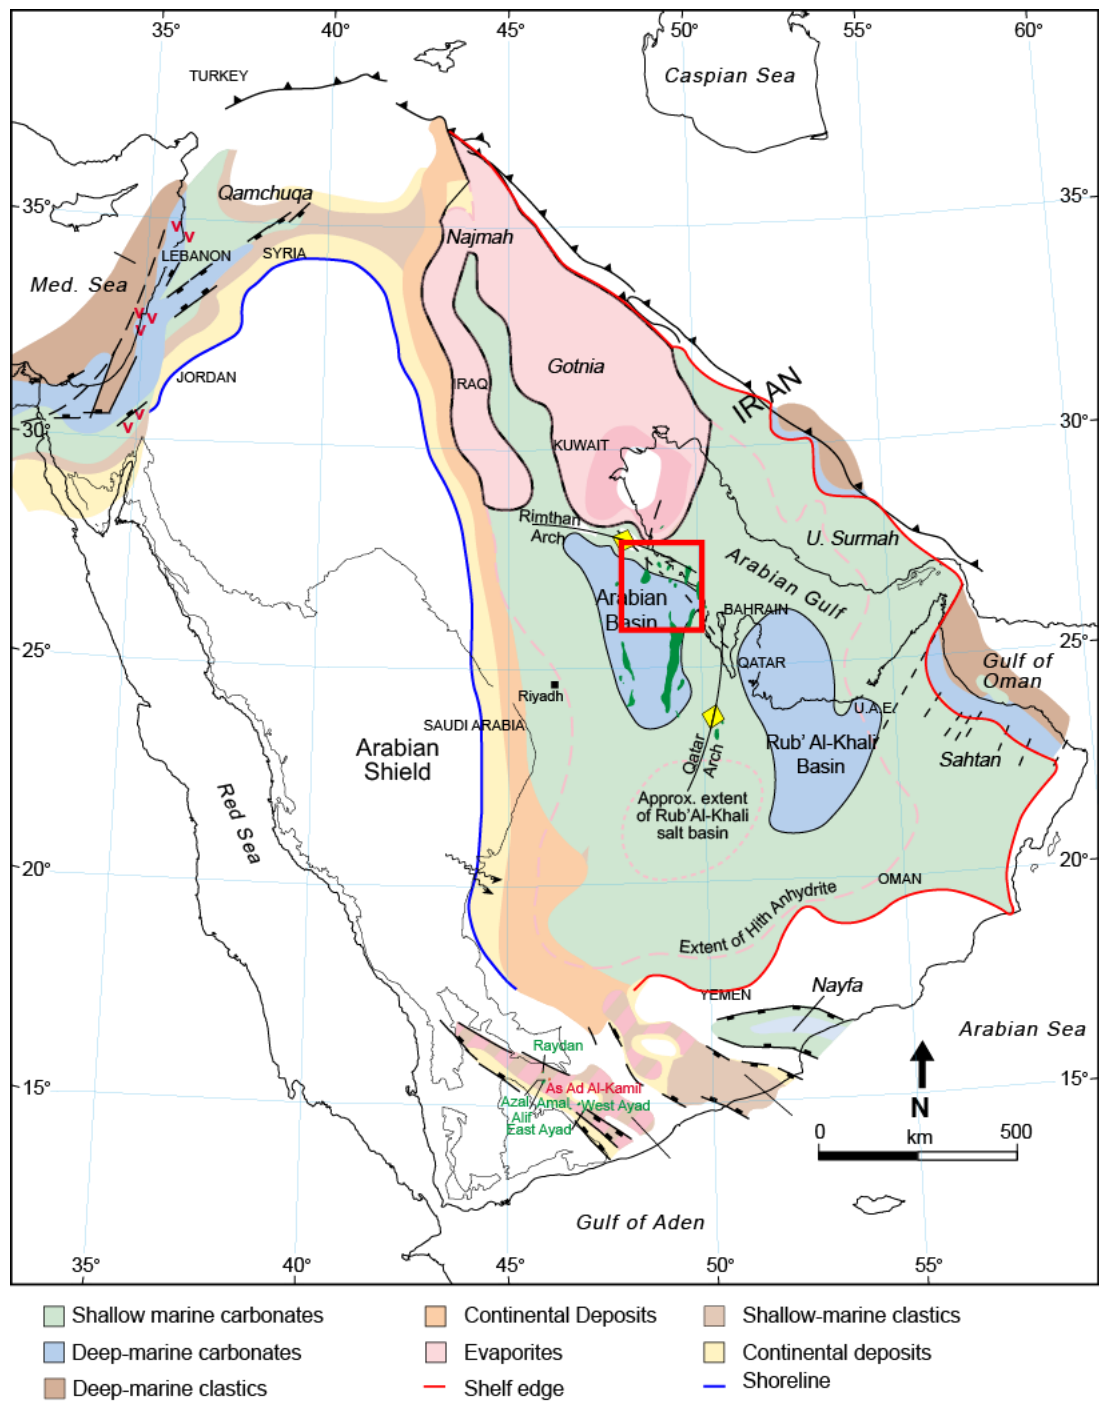 35°
40°
45°
50°
55°
60°
TURKEY
Caspian Sea
35°
35°
Qamchuqa
Najmah
LEBANON
SYRIA
Med. Sea
V
V
V
V
V
Gotnia
JORDAN
IRAQ
IRAN
V
V
30°
30°
KUWAIT
Rimthan
Arch
U. Surmah
Arabian Gulf
Arabian
Basin
BAHRAIN
25°
25°
QATAR
Gulf of
Oman
Riyadh
U.A.E.
SAUDI ARABIA
Arabian
Shield
Qatar
Arch
Rub' Al-Khali
Basin
Sahtan
Red Sea
Approx. extent
of Rub'Al-Khali
salt basin
20°
20°
OMAN
Extent of Hith Anhydrite
YEMEN
Nayfa
Arabian Sea
Raydan
15°
15°
As Ad Al-Kamir
Azal
Amal
West Ayad
Alif
East Ayad
N
0
km
500
Gulf of Aden
35°
40°
45°
50°
55°
Shallow marine carbonates
Continental Deposits
Shallow-marine clastics
Deep-marine carbonates
Evaporites
Continental deposits
Deep-marine clastics
Shelf edge
Shoreline